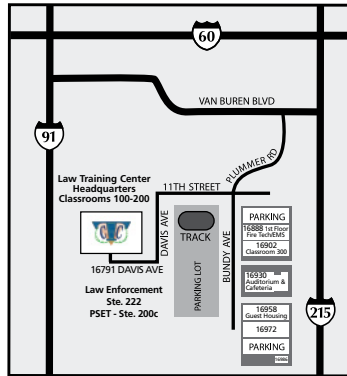 60
VAN BUREN BLVD
91
PLUMMER RD
Law Training Center
Headquarters
Classrooms 100-200
11TH STREET
DAVIS AVE
TRACK
BUNDY AVE
PARKING
16888 1st Floor
Fire Tech/EMS
16902
Classroom 300
16791 DAVIS AVE
PARKING LOT
16930
Auditorium &
Cafeteria
Law Enforcement
Ste. 222
PSET - Ste. 200c
16958
Guest Housing
215
16972
PARKING
16986